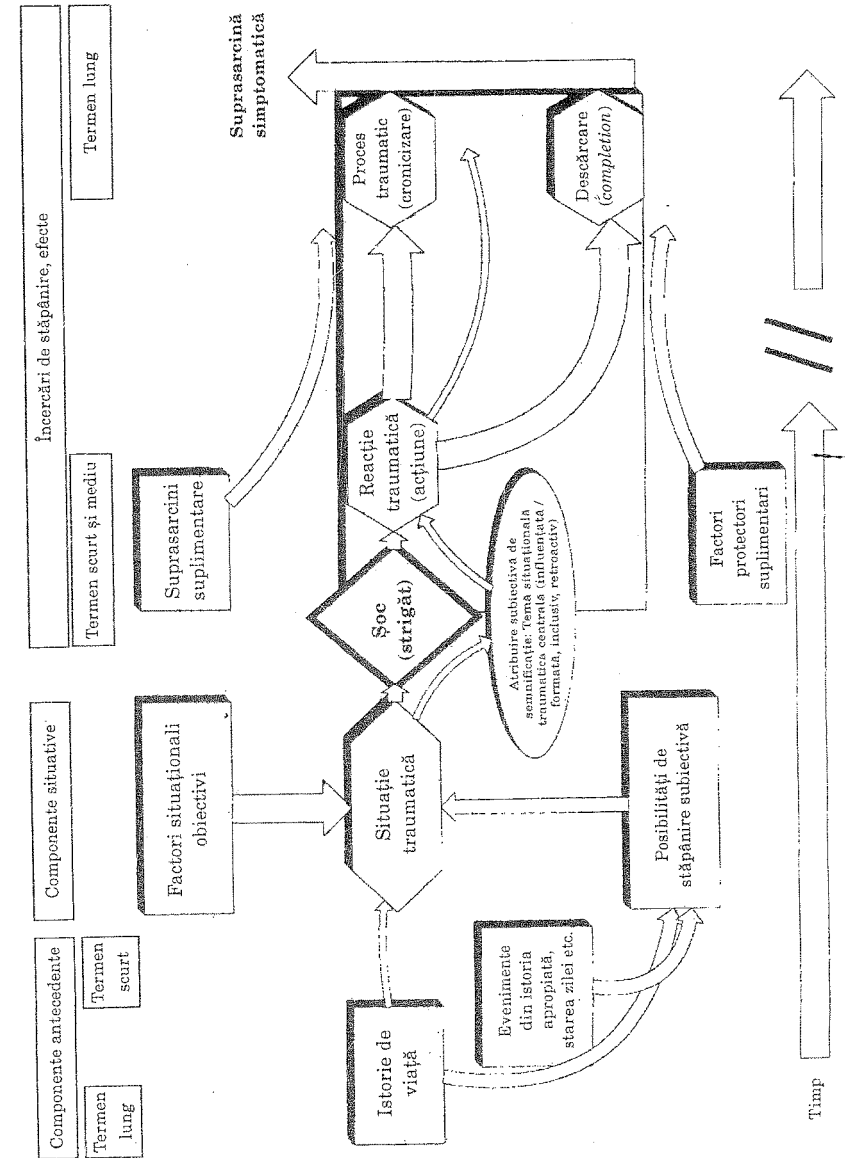 Componente antecedente
Componente situative
Încercări de stăpânire, efecte
Termen
lung
Termen
scurt
Termen scurt și mediu
Termen lung
Factori situaționali
obiectivi
Suprasarcini
suplimentare
Suprasarcină
simptomatică
Istorie de
viață
Situație
traumatică
Șoc
(strigăt)
Reacție
traumatică
(acțiune)
Proces
traumatic
(cronicizare)
Evenimente
din istoria
apropiată,
starea zilei etc.
Atribuire subiectivă de
semnificație: Temă situațională
traumatica centrală (influențată /
formată, inclusiv, retroactiv)
Descărcare
(completion)
Posibilități de
stăpânire subiectivă
Factori
protectori
suplimentari
Timp